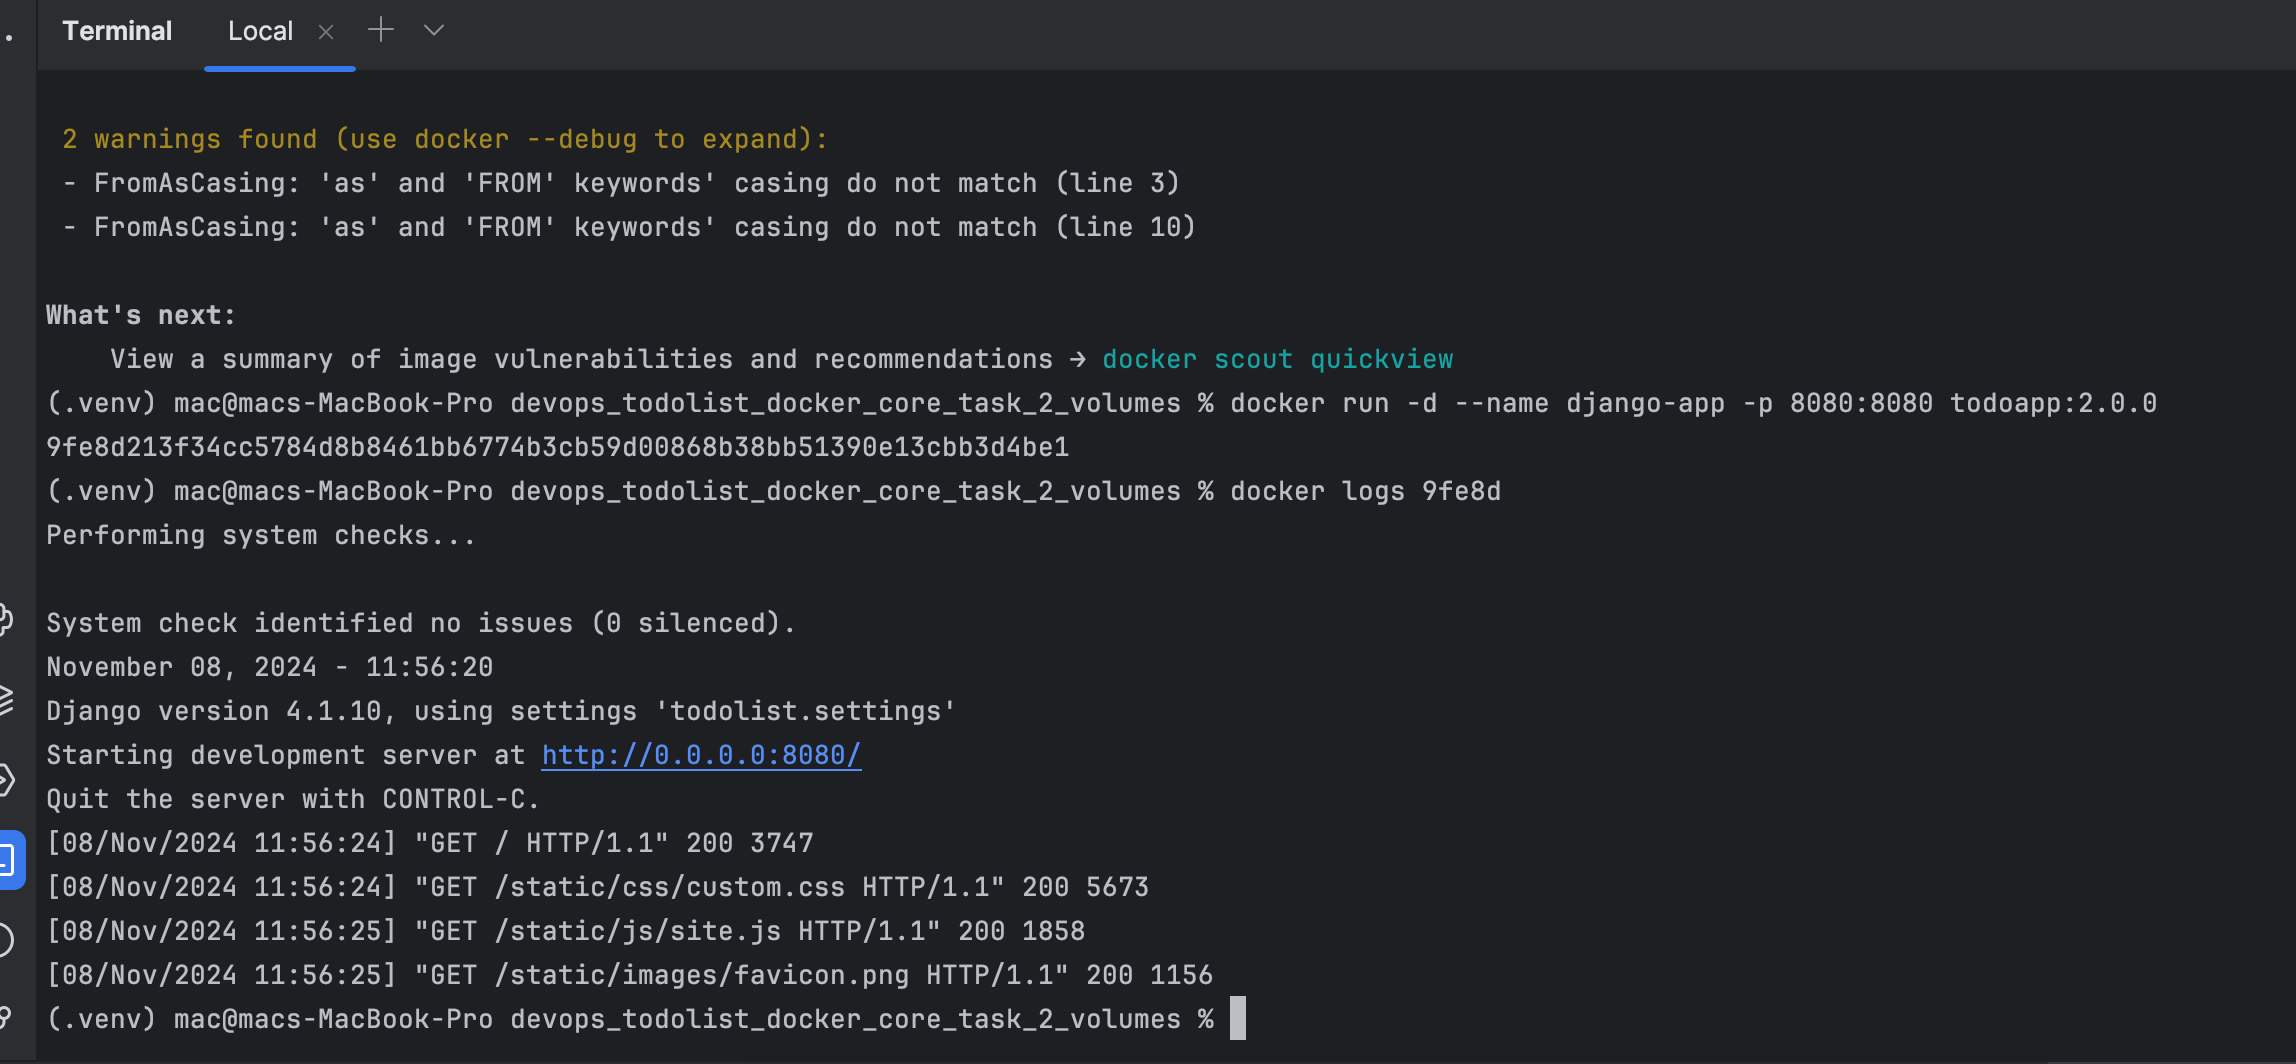 Terminal Local
2 warnings found (use docker --debug to expand):
- FromAsCasing: 'as' and 'FROM' keywords' casing do not match (line 3)
- FromAsCasing: 'as' and 'FROM' keywords' casing do not match (line 10)
What's next:
View a summary of image vulnerabilities and recommendations → docker scout quickview
(.venv) mac@macs-MacBook-Pro devops_todolist_docker_core_task_2_volumes % docker run -d --name django-app -p 8080:8080 todoapp:2.0.0
9fe8d213f34cc5784d8b8461bb6774b3cb59d00868b38bb51390e13cbb3d4be1
(.venv) mac@macs-MacBook-Pro devops_todolist_docker_core_task_2_volumes % docker logs 9fe8d
Performing system checks...
System check identified no issues (0 silenced).
November 08, 2024 - 11:56:20
Django version 4.1.10, using settings 'todolist.settings'
Starting development server at http://0.0.0.0:8080/
Quit the server with CONTROL-C.
[08/Nov/2024 11:56:24] "GET / HTTP/1.1" 200 3747
[08/Nov/2024 11:56:24] "GET /static/css/custom.css HTTP/1.1" 200 5673
[08/Nov/2024 11:56:25] "GET /static/js/site.js HTTP/1.1" 200 1858
[08/Nov/2024 11:56:25] "GET /static/images/favicon.png HTTP/1.1" 200 1156
(.venv) mac@macs-MacBook-Pro devops_todolist_docker_core_task_2_volumes %